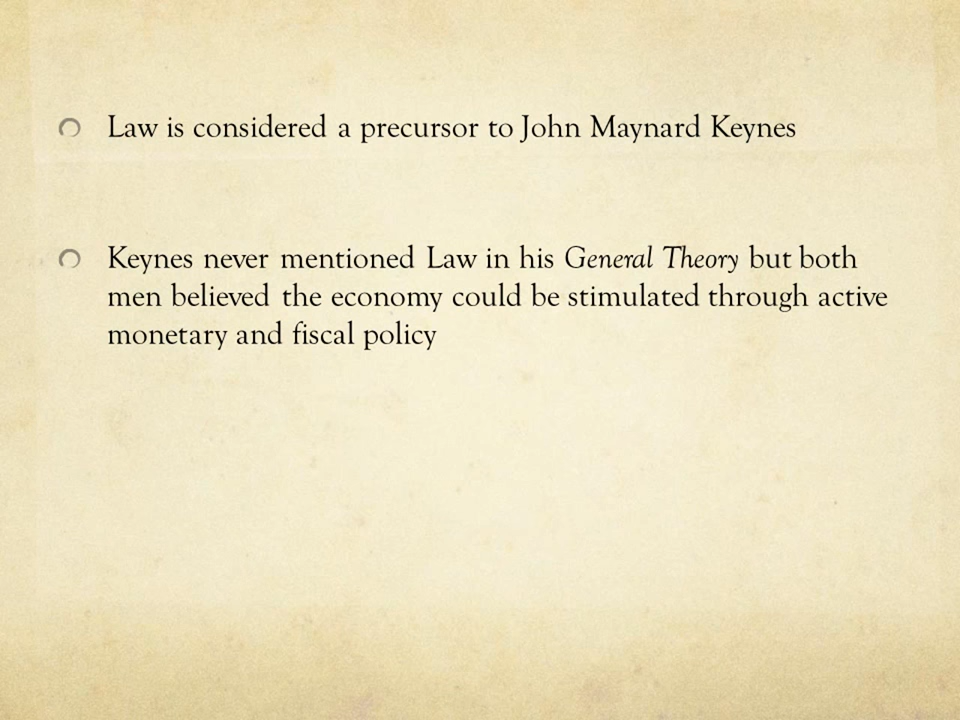 Law is considered a precursor to John Maynard Keynes
Keynes never mentioned Law in his General Theory but both
men believed the economy could be stimulated through active
monetary and fiscal policy